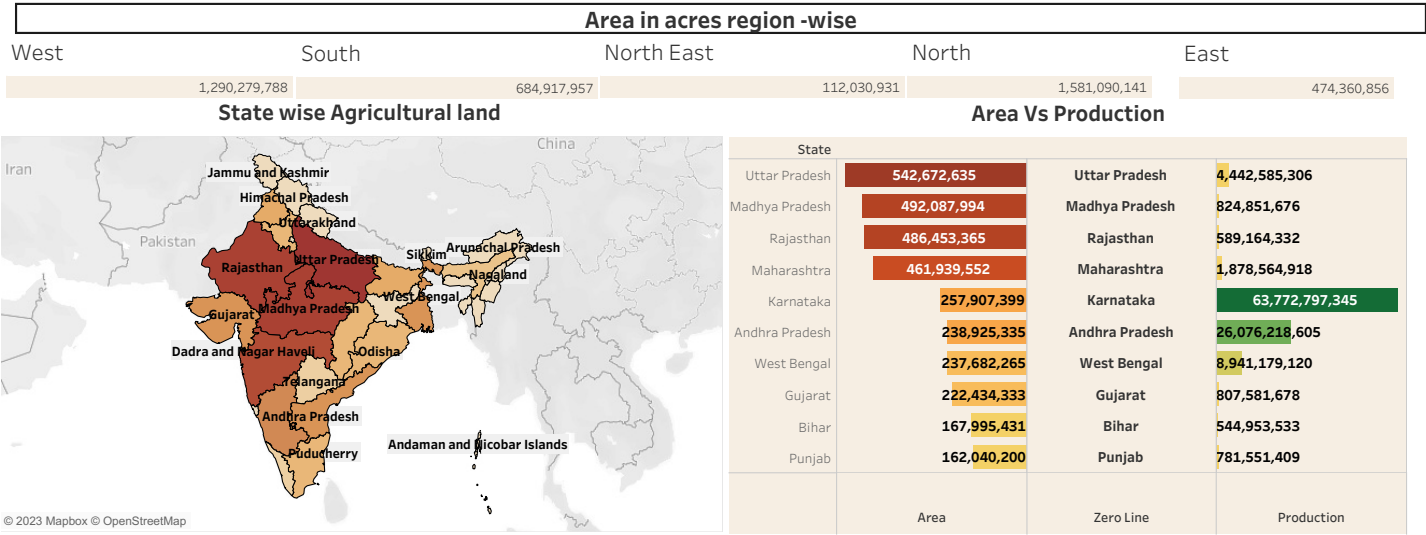 Area in acres region -wise
West South North East North East
1,290,279,788 684,917,957 112,030,931 1,581,090,141 474,360,856
State wise Agricultural land
Iran
China
Pakistan
Jammu and Kashmir
Himachal Pradesh
Uttarakhand
Arunachal Pradesh
Sikkim
Uttar Pradesh
Rajasthan
Nagaland
West Bengal
Madhya Pradesh
Gujarat
Dadra and Nagar Haveli
Odisha
Telangana
Andhra Pradesh
Andaman and Nicobar Islands
Puducherry
© 2023 Mapbox © OpenStreetMap
Area Vs Production
State
Uttar Pradesh 542,672,635 Uttar Pradesh 4,442,585,306
Madhya Pradesh 492,087,994 Madhya Pradesh 824,851,676
Rajasthan 486,453,365 Rajasthan 589,164,332
Maharashtra 461,939,552 Maharashtra 1,878,564,918
Karnataka 257,907,399 Karnataka 63,772,797,345
Andhra Pradesh 238,925,335 Andhra Pradesh 26,076,218,605
West Bengal 237,682,265 West Bengal 8,941,179,120
Gujarat 222,434,333 Gujarat 807,581,678
Bihar 167,995,431 Bihar 544,953,533
Punjab 162,040,200 Punjab 781,551,409
Area Zero Line Production